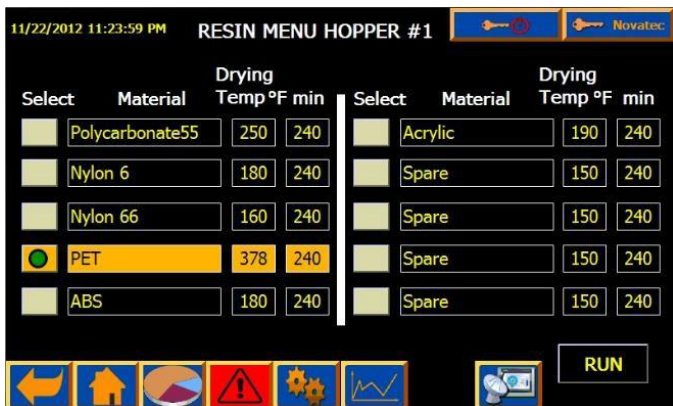 11/22/2012 11:23:59 PM RESIN MENU HOPPER #1 Novatec
Drying Drying
Select Material Temp ºF min Select Material Temp ºF min
Polycarbonate55 250 240 Acrylic 190 240
Nylon 6 180 240 Spare 150 240
Nylon 66 160 240 Spare 150 240
PET 378 240 Spare 150 240
ABS 180 240 Spare 150 240
RUN